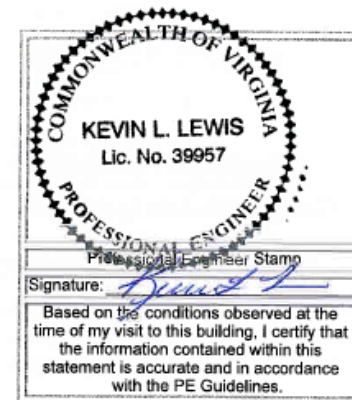 COMMONWEALTH OF VIRGINIA
KEVIN L. LEWIS
Lic. No. 39957
PROFESSIONAL ENGINEER
Professional Engineer Stamp
Signature:
Based on the conditions observed at the
time of my visit to this building, I certify that
the information contained within this
statement is accurate and in accordance
with the PE Guidelines.